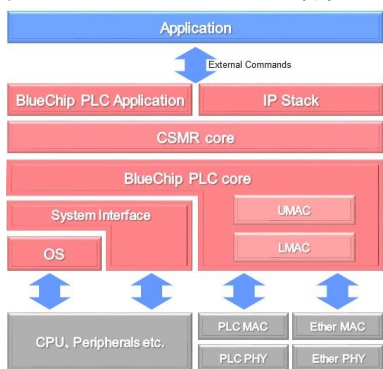 Application
External Commands
BlueChip PLC Application
IP Stack
CSMR core
BlueChip PLC core
System Interface
UMAC
OS
LMAC
CPU、Peripherals etc.
PLC MAC
Ether MAC
PLC PHY
Ether PHY